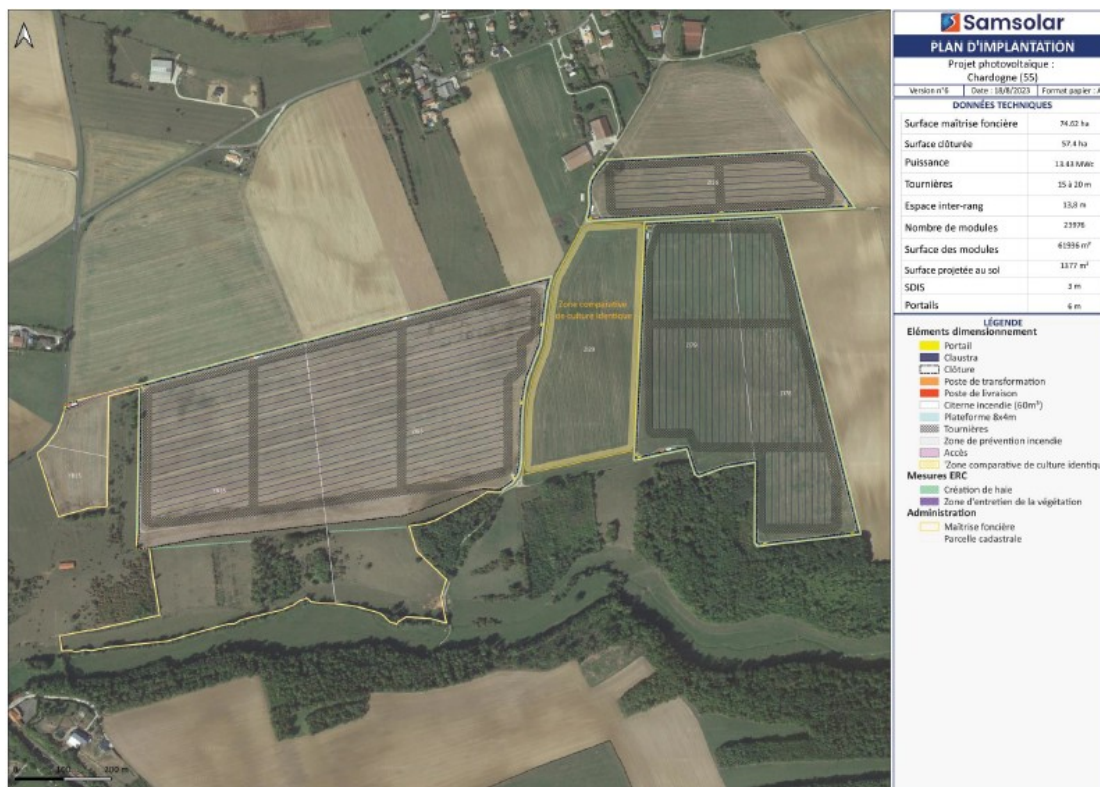 Samsolar
PLAN D'IMPLANTATION
Projet photovoltaïque :
Chardogne (55)
Version n°6 Date : 18/8/2023 Format papier : A
DONNÉES TECHNIQUES
Surface maîtrise foncière 74.62 ha
Surface clôturée 57.4 ha
Puissance 13.43 MWc
Tournières 15 à 20 m
Espace inter-rang 13,8 m
Nombre de modules 23976
Surface des modules 61936 m²
Surface projetée au sol 1377 m²
SDIS 3 m
Portails 6 m
LÉGENDE
Eléments dimensionnement
Portail
Claustra
Clôture
Poste de transformation
Poste de livraison
Citerne incendie (60m³)
Plateforme 8x4m
Tournières
Zone de prévention incendie
Accès
Zone comparative de culture identique
Mesures ERC
Création de haie
Zone d'entretien de la végétation
Administration
Maîtrise foncière
Parcelle cadastrale
Zone comparative
de culture identique
0 100 200 m